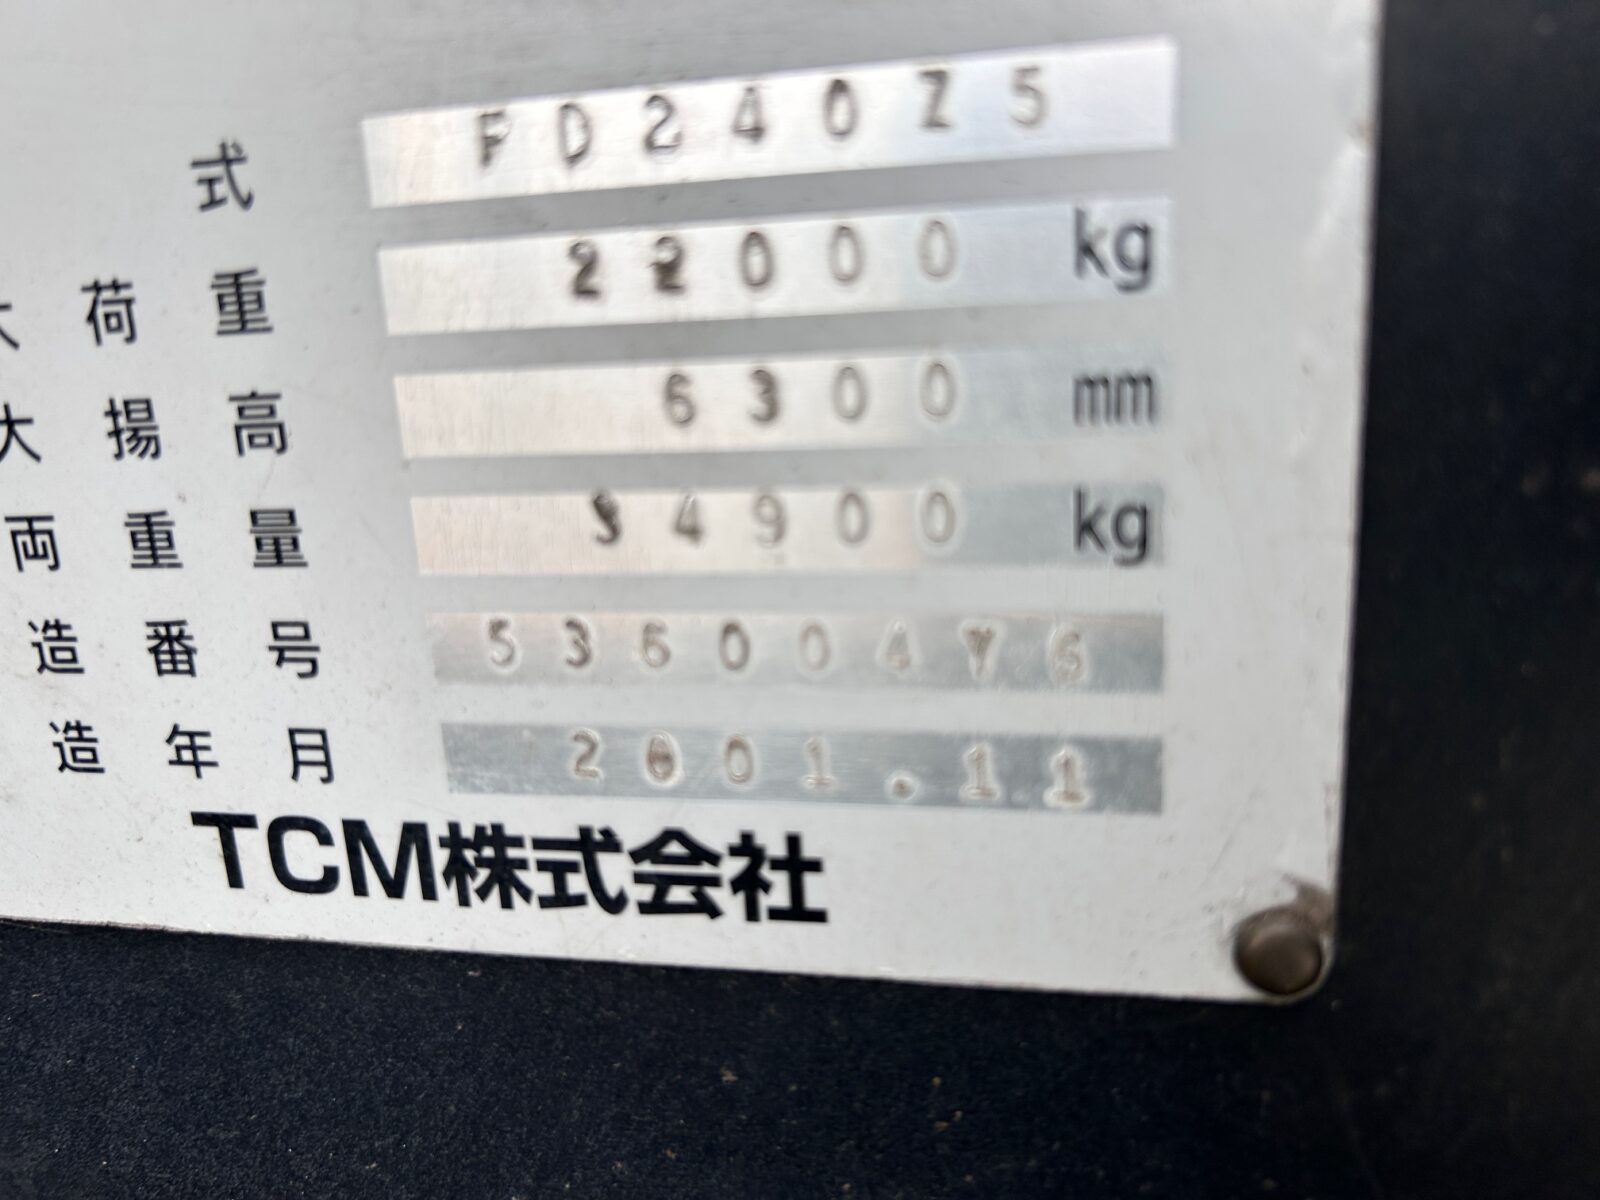 式 FD240Z5
大荷重 22000 kg
大揚高 6300 mm
両重量 34900 kg
造番号 53600476
造年月 2001.11
TCM株式会社